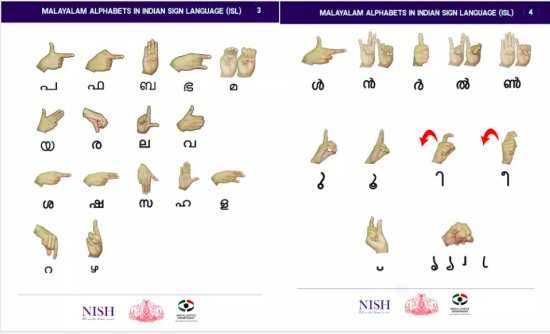 MALAYALAM ALPHABETS IN INDIAN SIGN LANGUAGE (ISL) 3
പ ഫ ബ ഭ മ
യ ര ല വ
ശ ഷ സ ഹ ള
റ ഴ
NISH
MALAYALAM ALPHABETS IN INDIAN SIGN LANGUAGE (ISL) 4
ൾ ൻ ർ ൽ ൺ
ു ൂ ി ീ
NISH